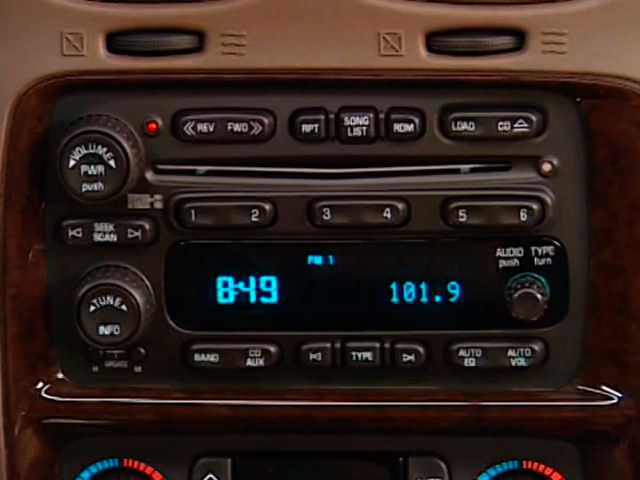 REV FWD
RPT
SONG
LIST
RDM
LOAD CD
VOLUME
PWR
push
1 2
3 4
5 6
SEEK
SCAN
AUDIO TYPE
push turn
FM 1
8:49
101.9
TUNE
INFO
BAND
CD
AUX
TYPE
AUTO
EQ
AUTO
VOL